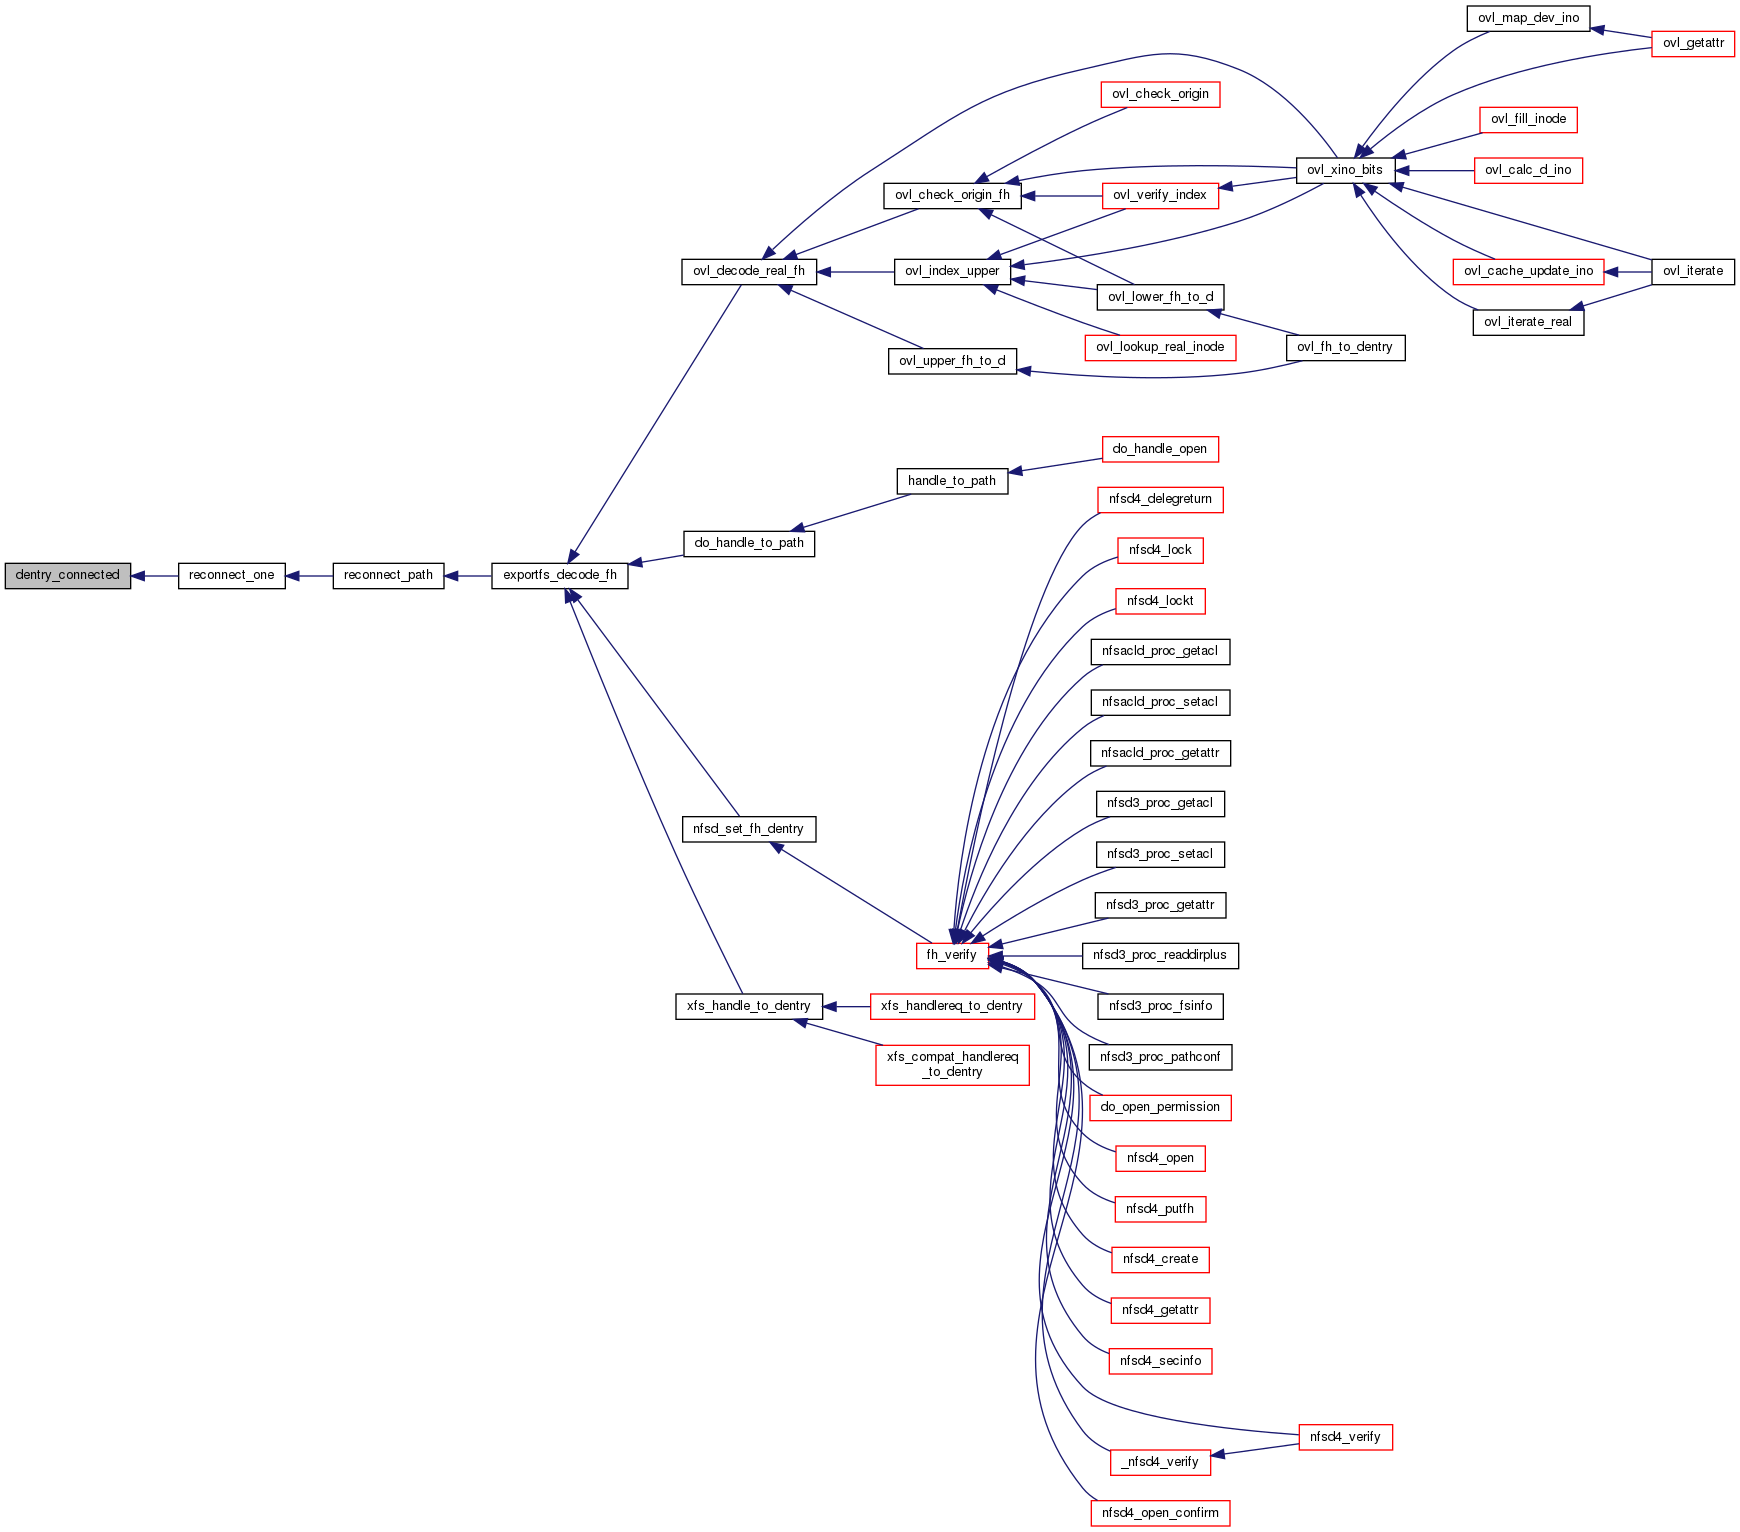 ovl_map_dev_ino
ovl_getattr
ovl_check_origin
ovl_fill_inode
ovl_xino_bits
ovl_calc_d_ino
ovl_check_origin_fh
ovl_verify_index
ovl_decode_real_fh
ovl_index_upper
ovl_cache_update_ino
ovl_iterate
ovl_lower_fh_to_d
ovl_iterate_real
ovl_lookup_real_inode
ovl_fh_to_dentry
ovl_upper_fh_to_d
do_handle_open
handle_to_path
nfsd4_delegreturn
do_handle_to_path
nfsd4_lock
dentry_connected
reconnect_one
reconnect_path
exportfs_decode_fh
nfsd4_lockt
nfsacld_proc_getacl
nfsacld_proc_setacl
nfsacld_proc_getattr
nfsd3_proc_getacl
nfsd_set_fh_dentry
nfsd3_proc_setacl
nfsd3_proc_getattr
fh_verify
nfsd3_proc_readdirplus
xfs_handle_to_dentry
xfs_handlereq_to_dentry
nfsd3_proc_fsinfo
xfs_compat_handlereq
_to_dentry
nfsd3_proc_pathconf
do_open_permission
nfsd4_open
nfsd4_putfh
nfsd4_create
nfsd4_getattr
nfsd4_secinfo
nfsd4_verify
_nfsd4_verify
nfsd4_open_confirm